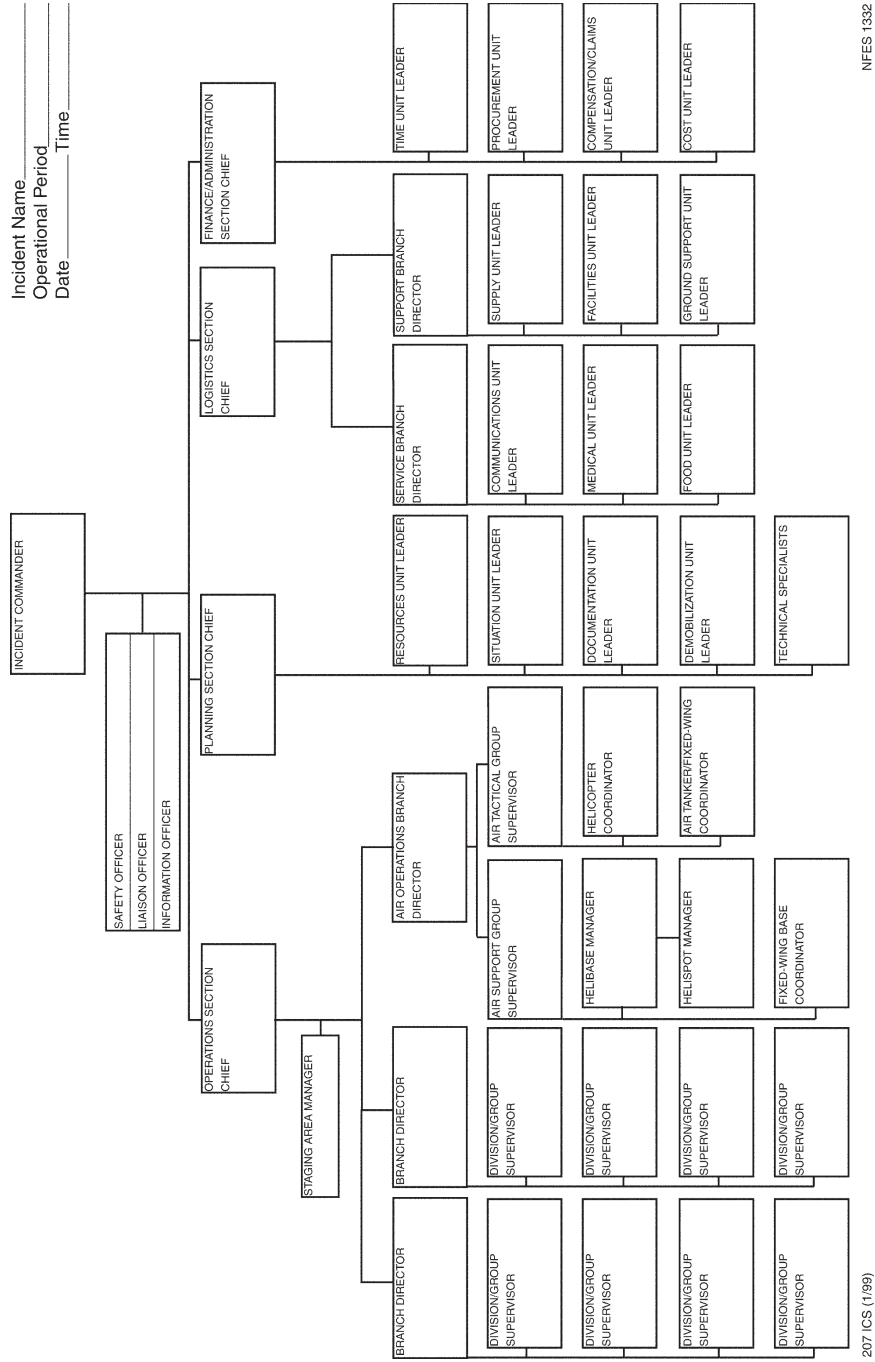 Incident Name
Operational Period
Date Time
INCIDENT COMMANDER
SAFETY OFFICER
LIAISON OFFICER
INFORMATION OFFICER
OPERATIONS SECTION
CHIEF
PLANNING SECTION CHIEF
LOGISTICS SECTION
CHIEF
FINANCE/ADMINISTRATION
SECTION CHIEF
STAGING AREA MANAGER
BRANCH DIRECTOR
DIVISION/GROUP
SUPERVISOR
DIVISION/GROUP
SUPERVISOR
DIVISION/GROUP
SUPERVISOR
DIVISION/GROUP
SUPERVISOR
BRANCH DIRECTOR
DIVISION/GROUP
SUPERVISOR
DIVISION/GROUP
SUPERVISOR
DIVISION/GROUP
SUPERVISOR
DIVISION/GROUP
SUPERVISOR
AIR OPERATIONS BRANCH
DIRECTOR
AIR SUPPORT GROUP
SUPERVISOR
HELIBASE MANAGER
HELISPOT MANAGER
FIXED-WING BASE
COORDINATOR
AIR TACTICAL GROUP
SUPERVISOR
HELICOPTER
COORDINATOR
AIR TANKER/FIXED-WING
COORDINATOR
RESOURCES UNIT LEADER
SITUATION UNIT LEADER
DOCUMENTATION UNIT
LEADER
DEMOBILIZATION UNIT
LEADER
TECHNICAL SPECIALISTS
SERVICE BRANCH
DIRECTOR
COMMUNICATIONS UNIT
LEADER
MEDICAL UNIT LEADER
FOOD UNIT LEADER
SUPPORT BRANCH
DIRECTOR
SUPPLY UNIT LEADER
FACILITIES UNIT LEADER
GROUND SUPPORT UNIT
LEADER
TIME UNIT LEADER
PROCUREMENT UNIT
LEADER
COMPENSATION/CLAIMS
UNIT LEADER
COST UNIT LEADER
207 ICS (1/99)
NFES 1332